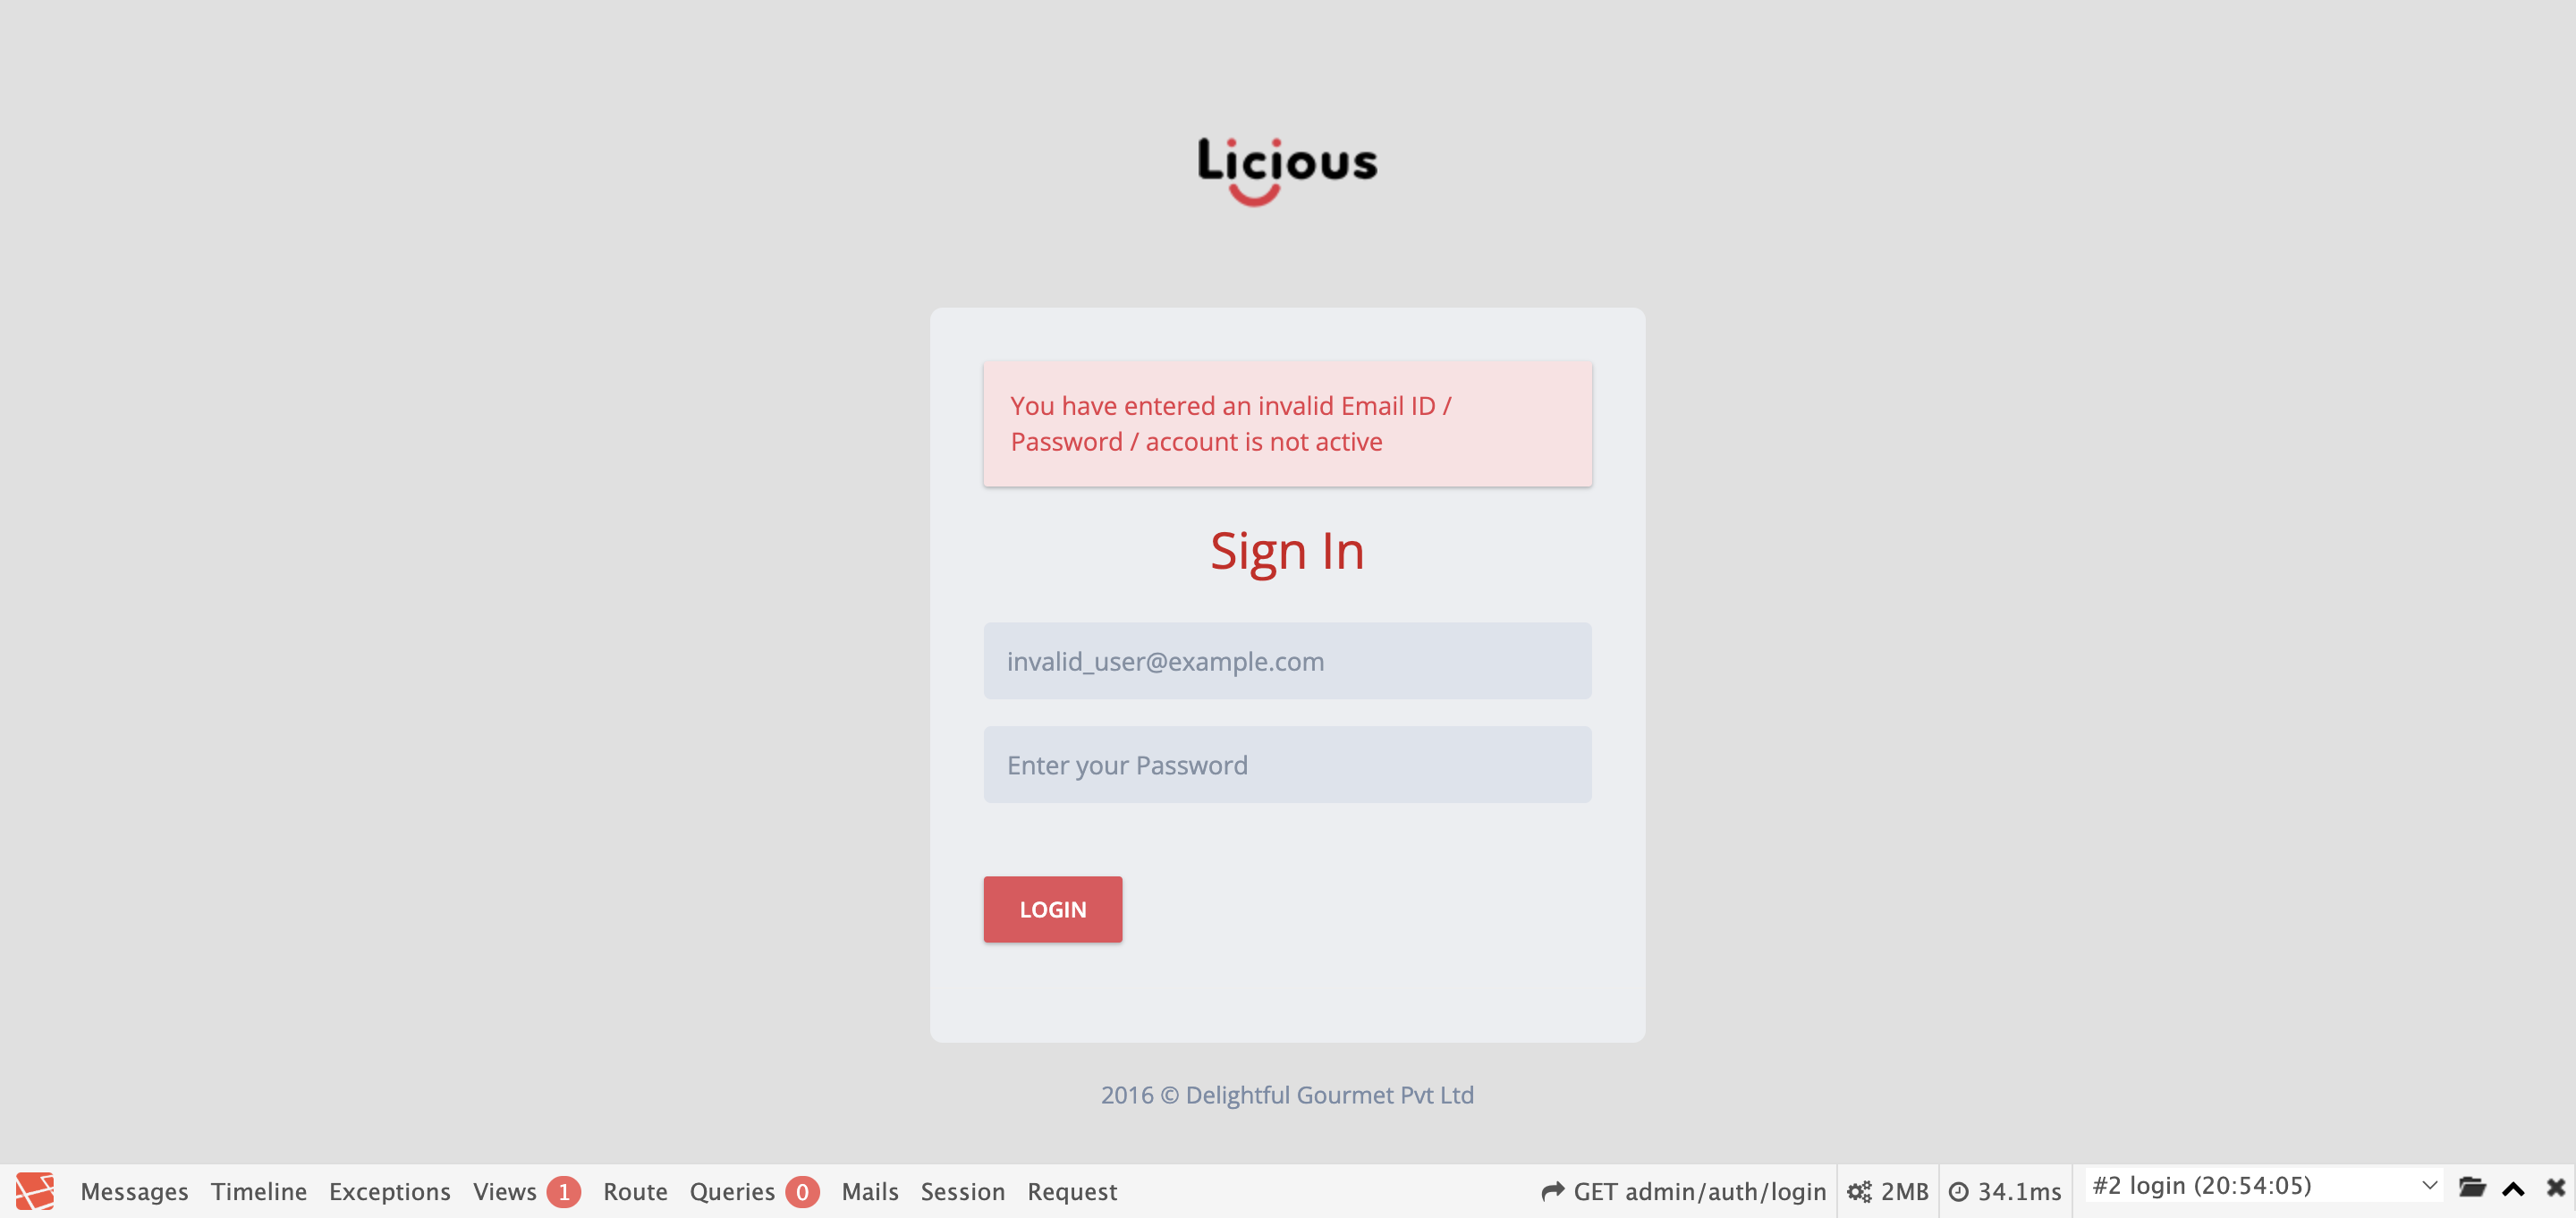 Licious
You have entered an invalid Email ID /
Password / account is not active
Sign In
invalid_user@example.com
Enter your Password
LOGIN
2016 © Delightful Gourmet Pvt Ltd
Messages Timeline Exceptions Views 1 Route Queries 0 Mails Session Request GET admin/auth/login 2MB 34.1ms #2 login (20:54:05)